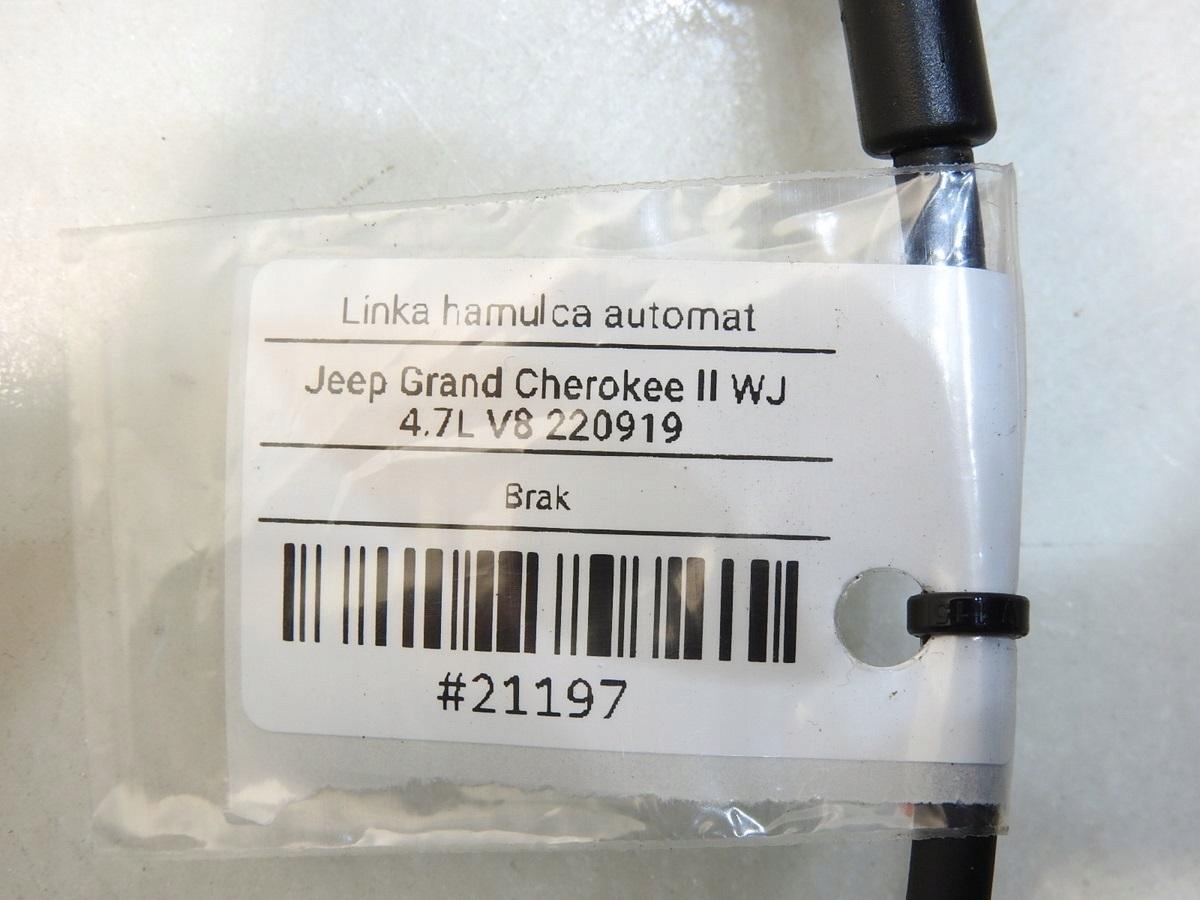 Linka hamulca automat
Jeep Grand Cherokee II WJ
4.7L V8 220919
Brak
#21197